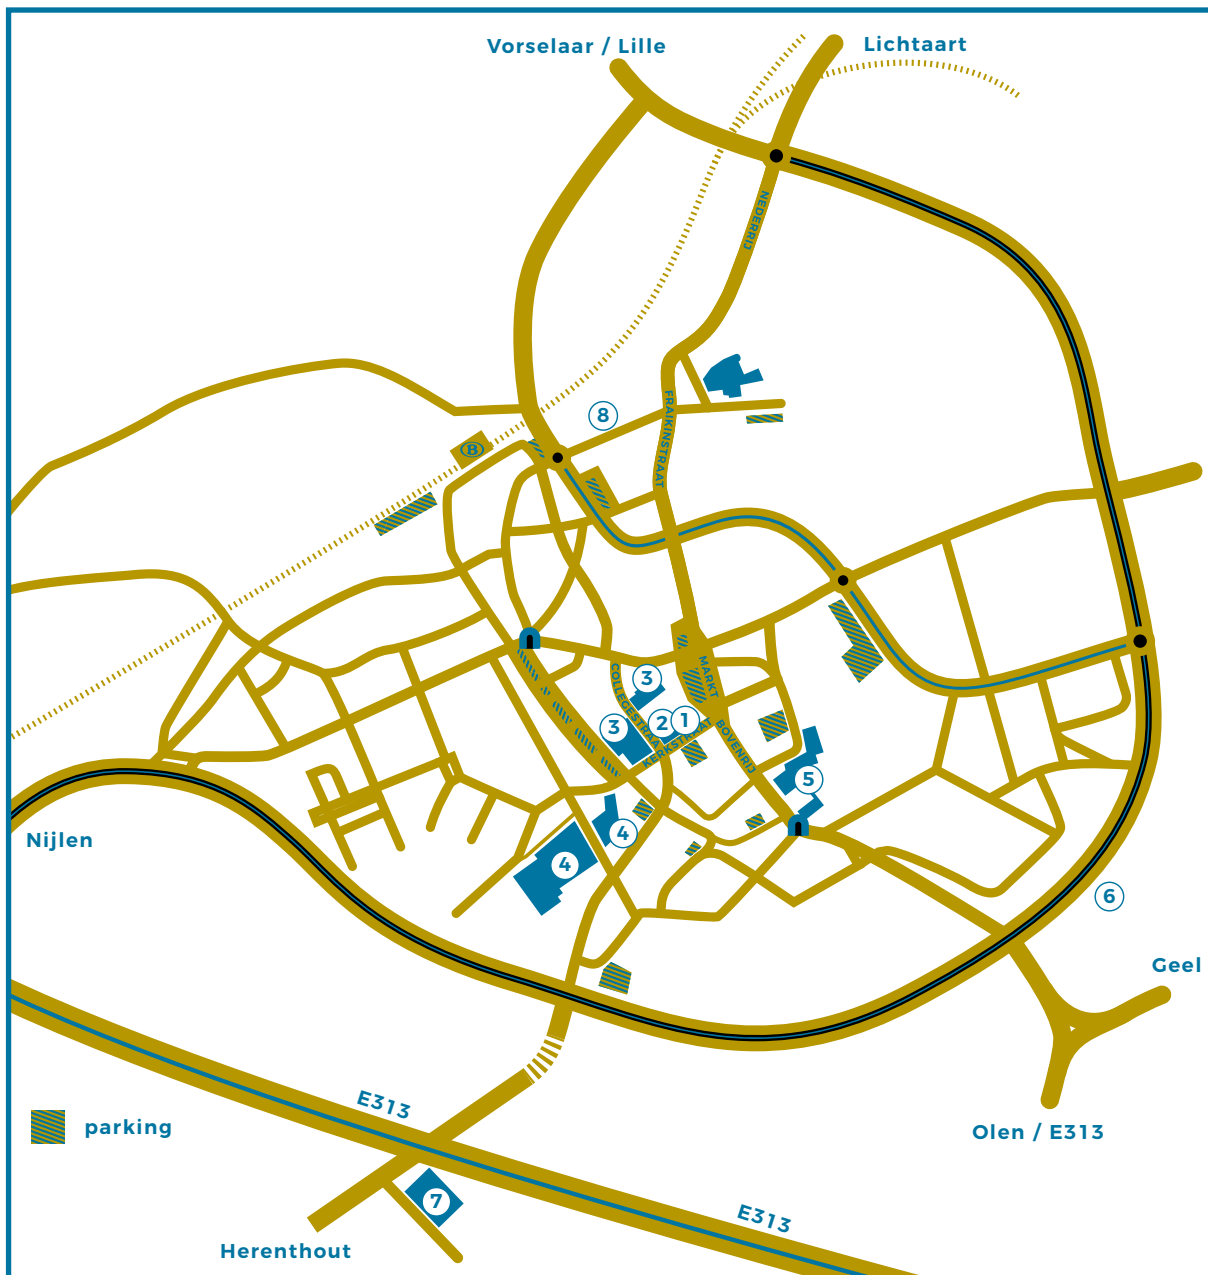 Vorselaar / Lille
Lichtaart
NEDERRIJ
FRAIKINSTRAAT
8
B
MARKT
COLLEGESTRAAT
3
3
2
1
KERKSTRAAT
BOVENRIJ
5
4
4
Nijlen
6
Geel
E313
parking
Olen / E313
7
E313
Herenthout